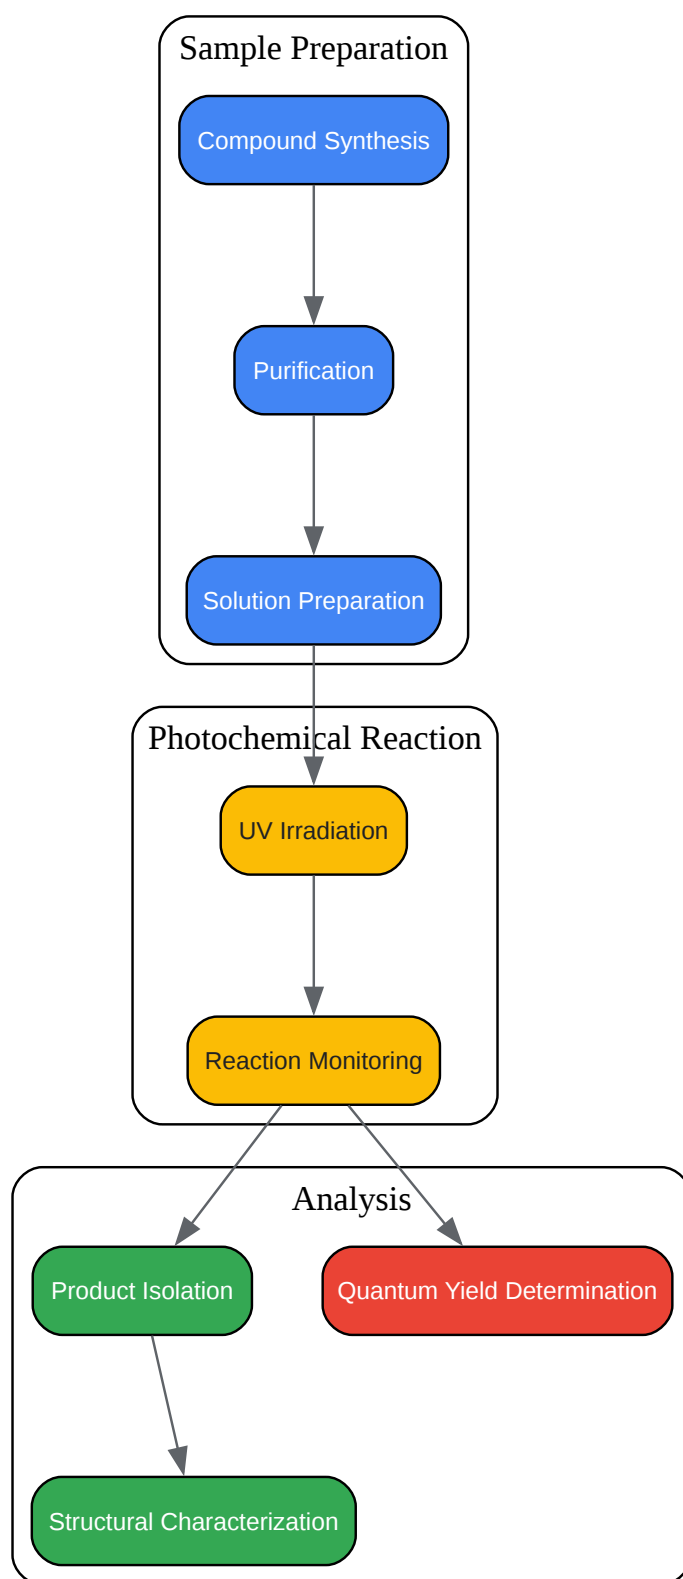 Sample Preparation
Compound Synthesis
Purification
Solution Preparation
Photochemical Reaction
UV Irradiation
Reaction Monitoring
Analysis
Product Isolation
Quantum Yield Determination
Structural Characterization